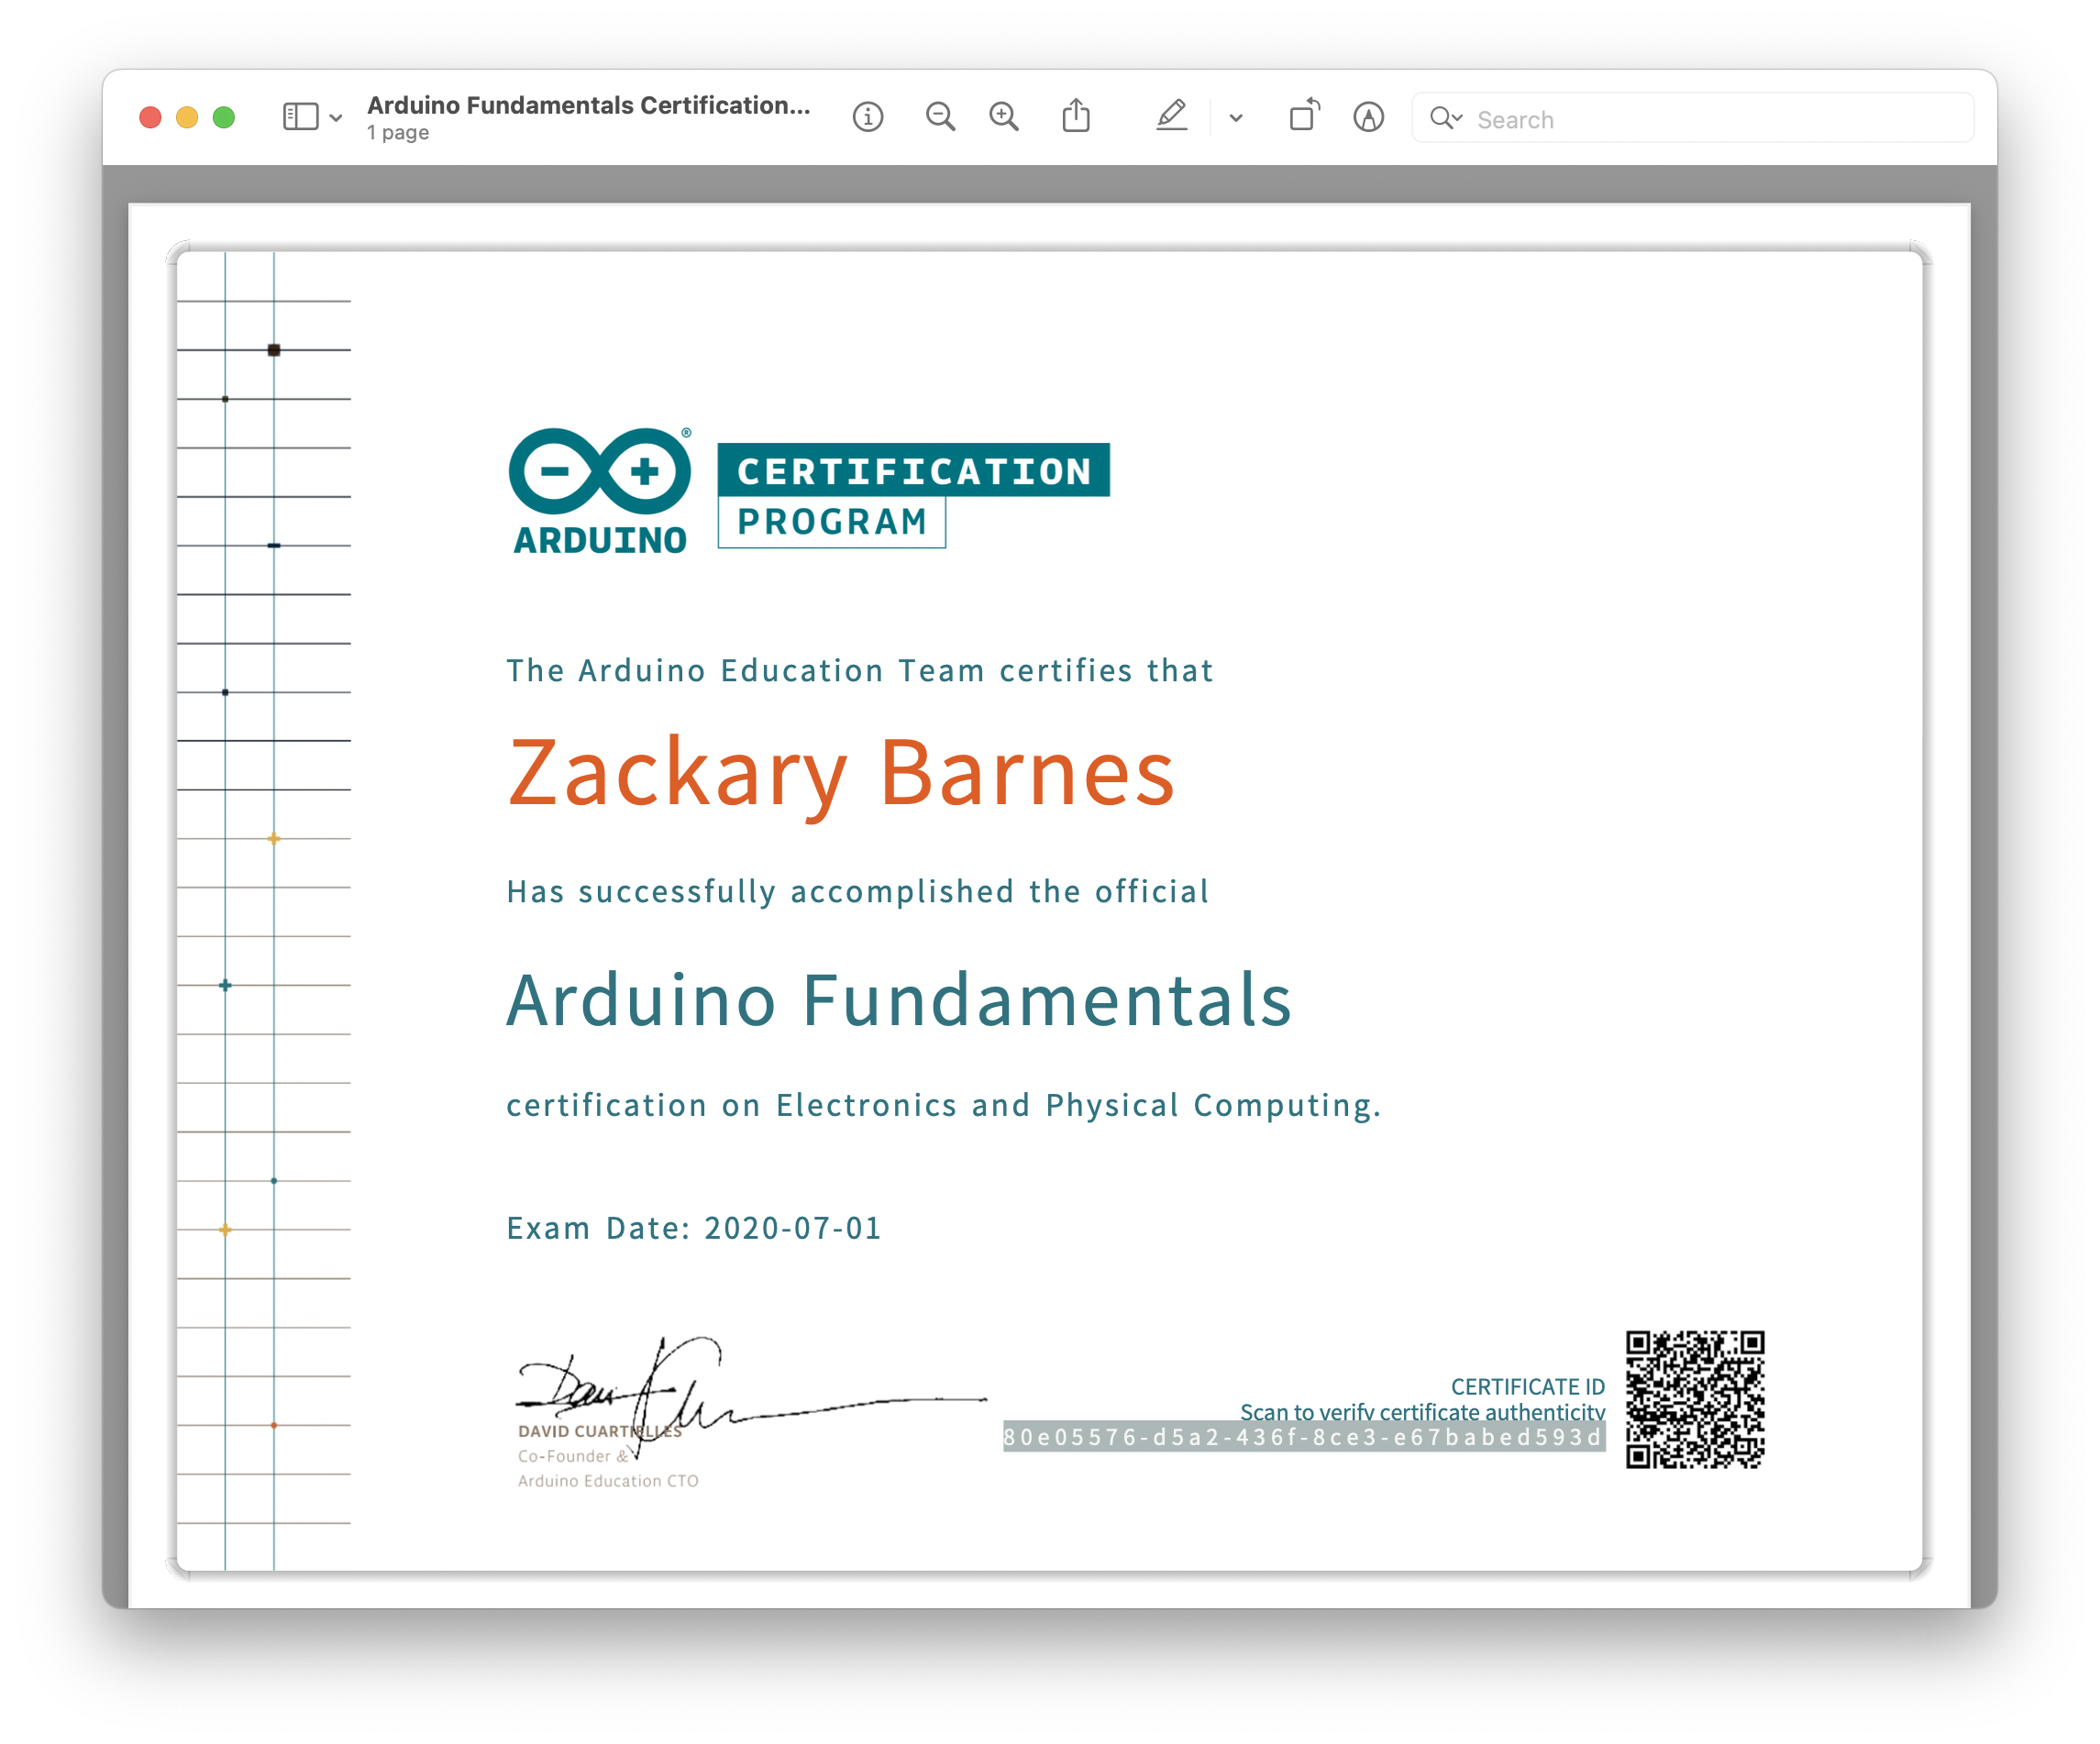 Arduino Fundamentals Certification...
1 page
Search
®
ARDUINO
CERTIFICATION
PROGRAM
The Arduino Education Team certifies that
Zackary Barnes
Has successfully accomplished the official
Arduino Fundamentals
certification on Electronics and Physical Computing.
Exam Date: 2020-07-01
DAVID CUARTIELLES
Co-Founder &
Arduino Education CTO
CERTIFICATE ID
Scan to verify certificate authenticity
80e05576-d5a2-436f-8ce3-e67babed593d